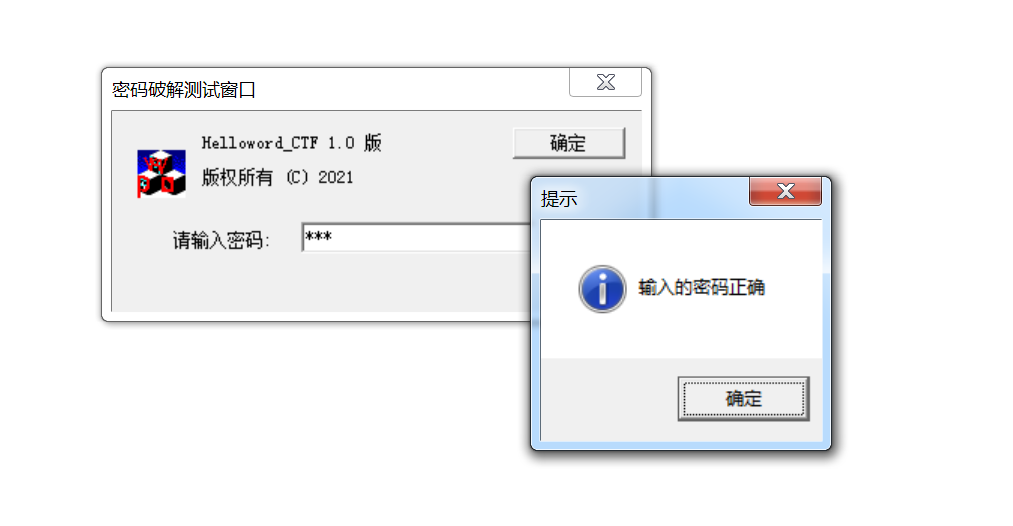 密码破解测试窗口
Helloword_CTF 1.0 版
确定
版权所有 (C) 2021
请输入密码:
***
提示
输入的密码正确
确定